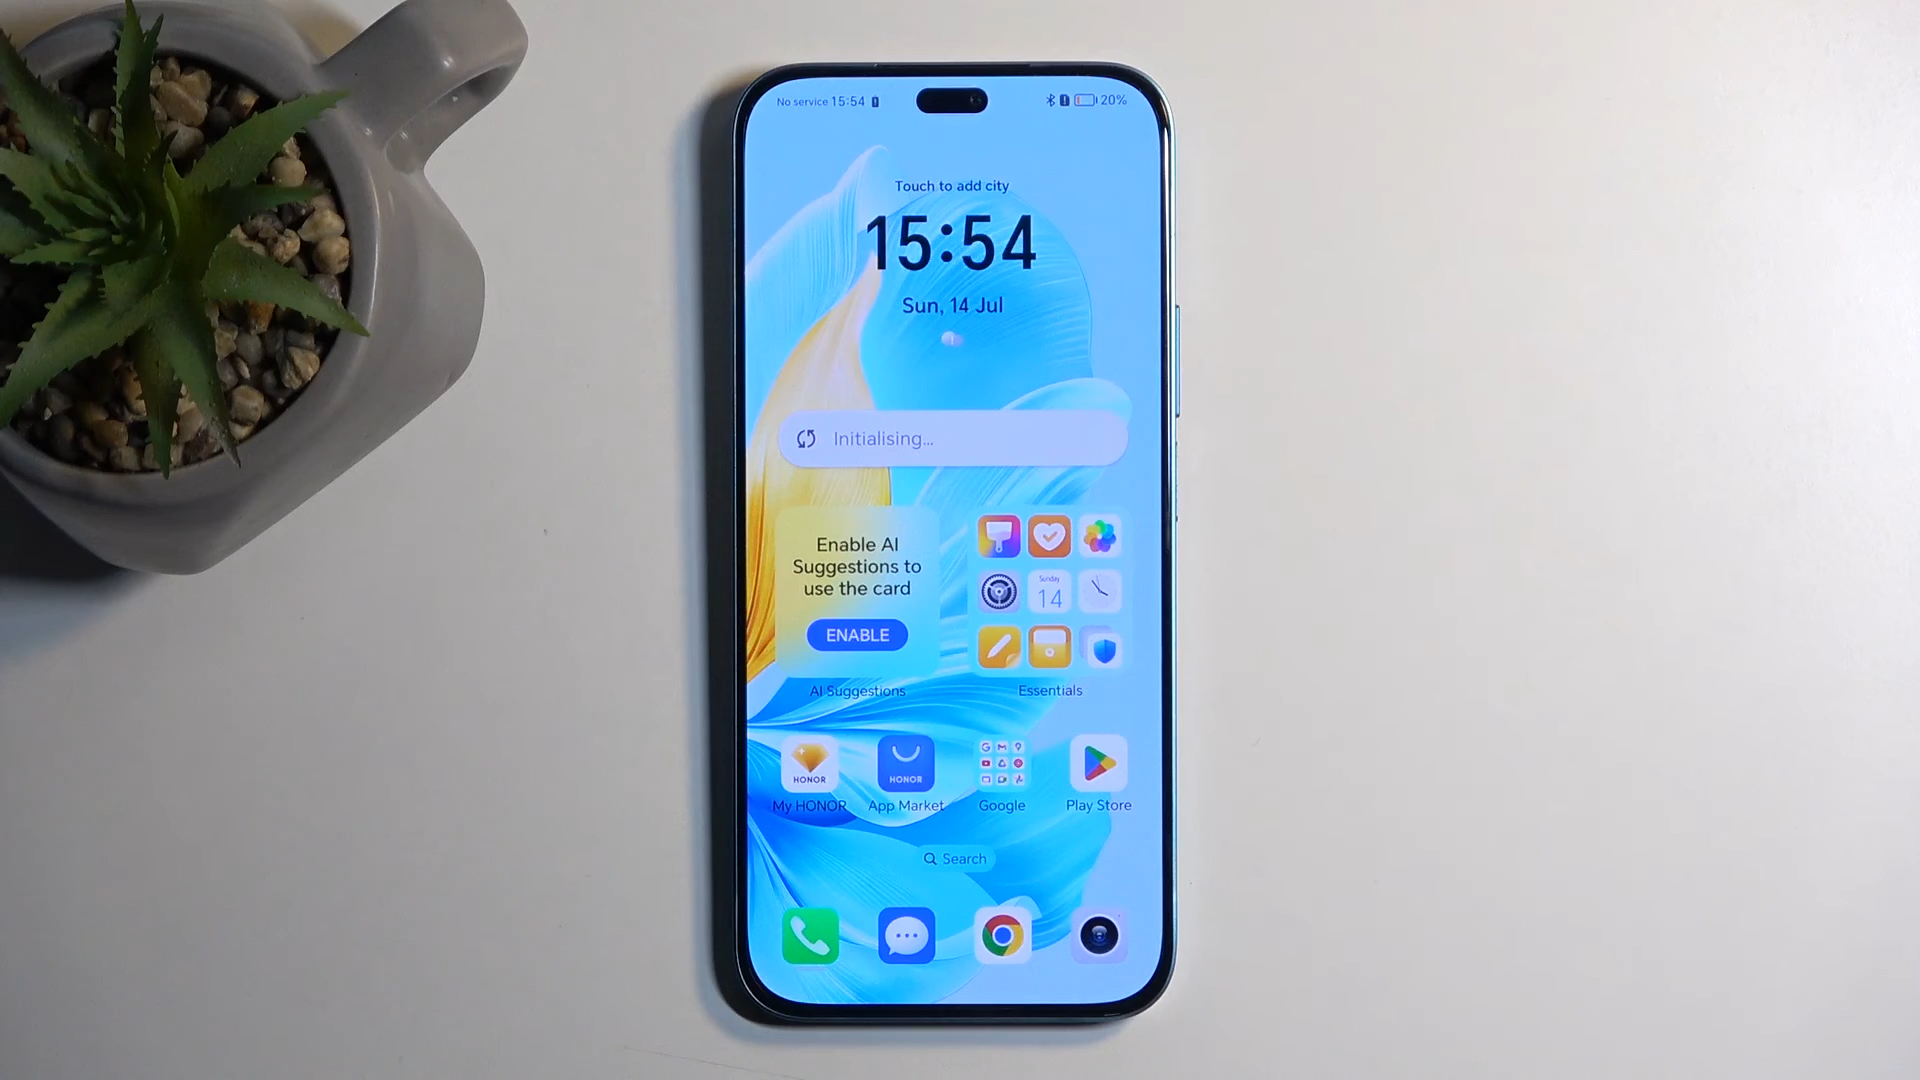 No service 15:54
20%
Touch to add city
15:54
Sun, 14 Jul
Initialising...
Enable AI
Suggestions to
use the card
ENABLE
Sunday
14
AI Suggestions
Essentials
HONOR
HONOR
My HONOR
App Market
Google
Play Store
Search